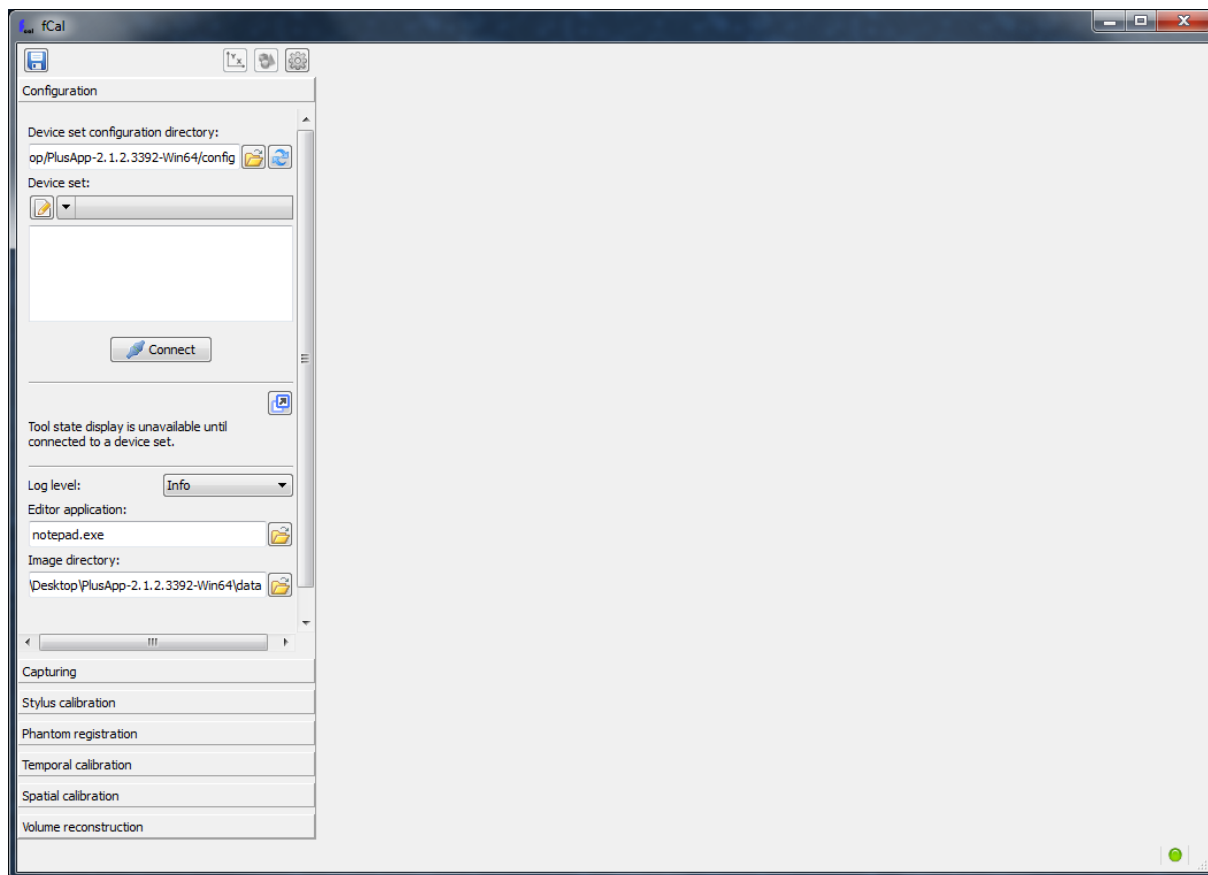 fCal
Configuration
Device set configuration directory:
op/PlusApp-2.1.2.3392-Win64/config
Device set:
Connect
Tool state display is unavailable until
connected to a device set.
Log level: Info
Editor application:
notepad.exe
Image directory:
\Desktop\PlusApp-2.1.2.3392-Win64\data
Capturing
Stylus calibration
Phantom registration
Temporal calibration
Spatial calibration
Volume reconstruction